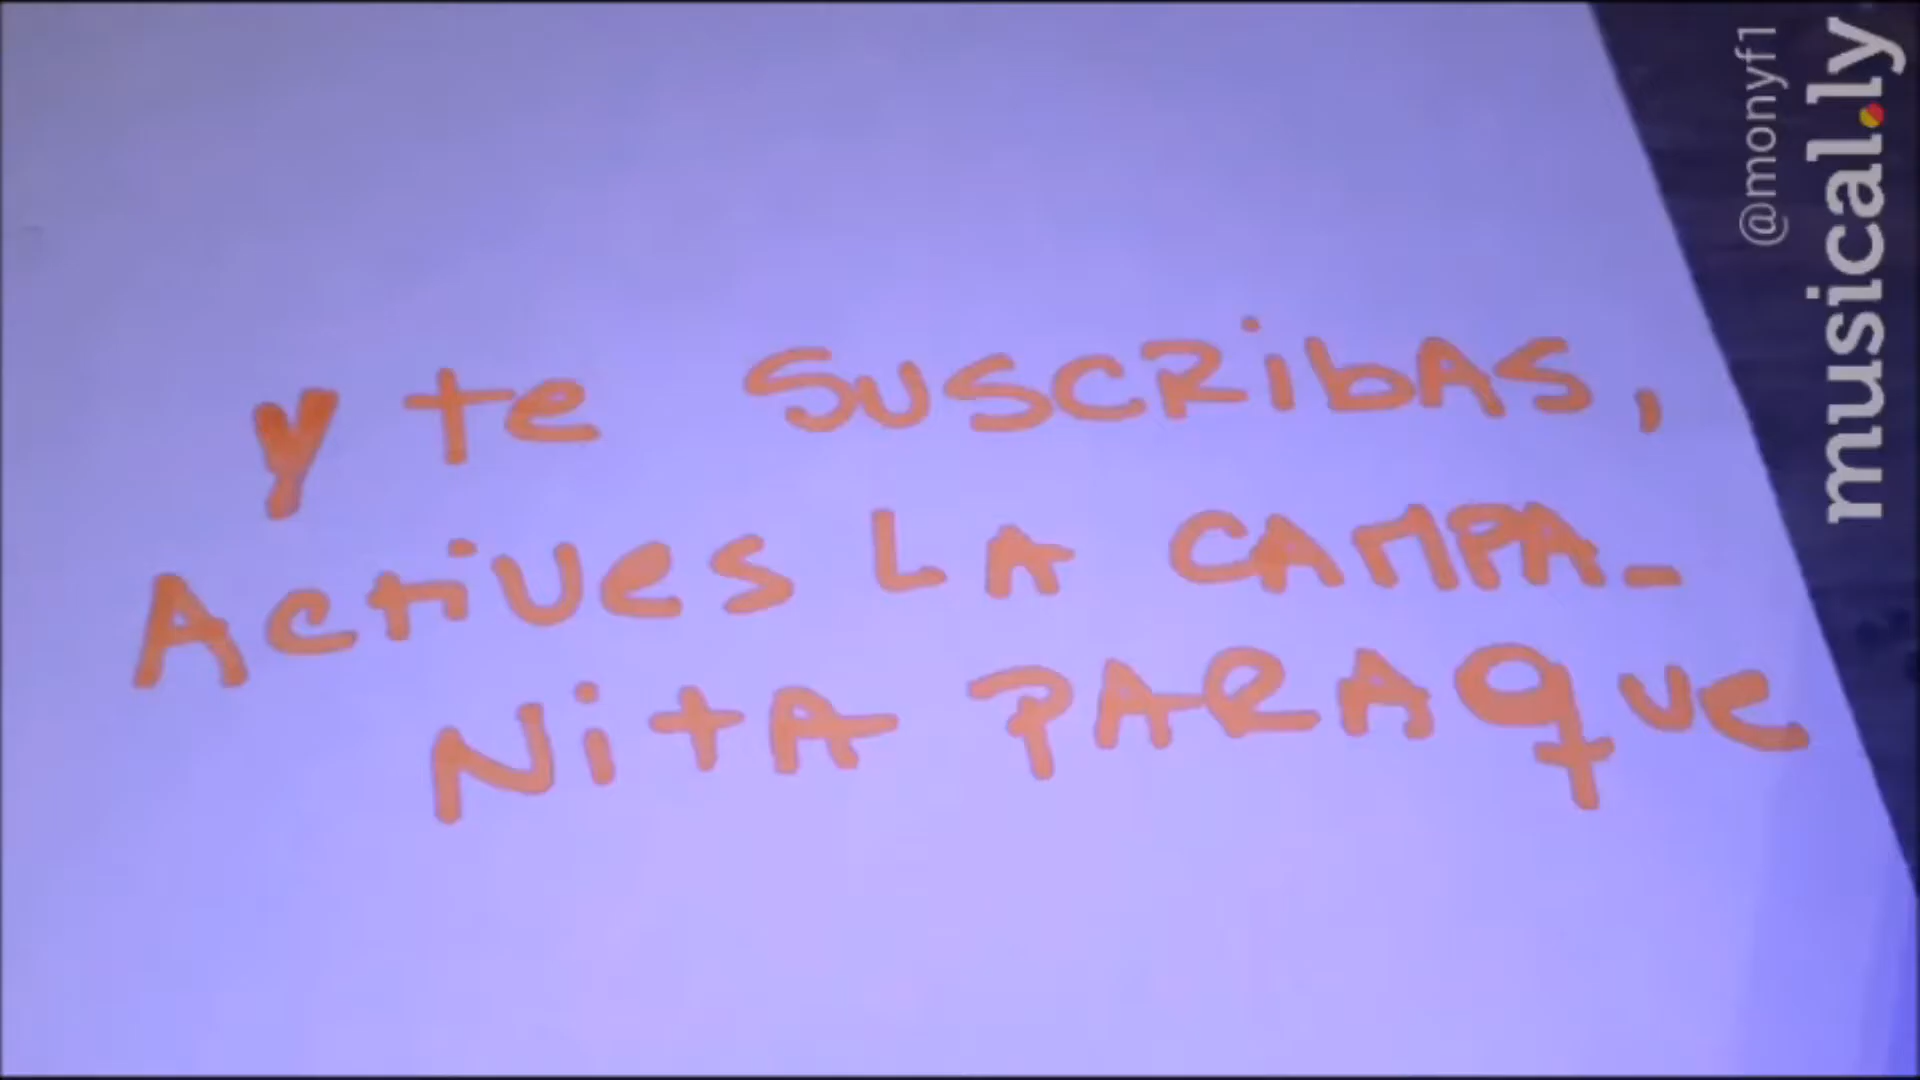 y te SUSCRibAS,
Actives LA CAMPA-
NitA PARAQue
@monyf1
musical.ly